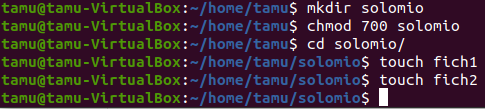 tamu@tamu-VirtualBox:~/home/tamu$ mkdir solomio
tamu@tamu-VirtualBox:~/home/tamu$ chmod 700 solomio
tamu@tamu-VirtualBox:~/home/tamu$ cd solomio/
tamu@tamu-VirtualBox:~/home/tamu/solomio$ touch fich1
tamu@tamu-VirtualBox:~/home/tamu/solomio$ touch fich2
tamu@tamu-VirtualBox:~/home/tamu/solomio$